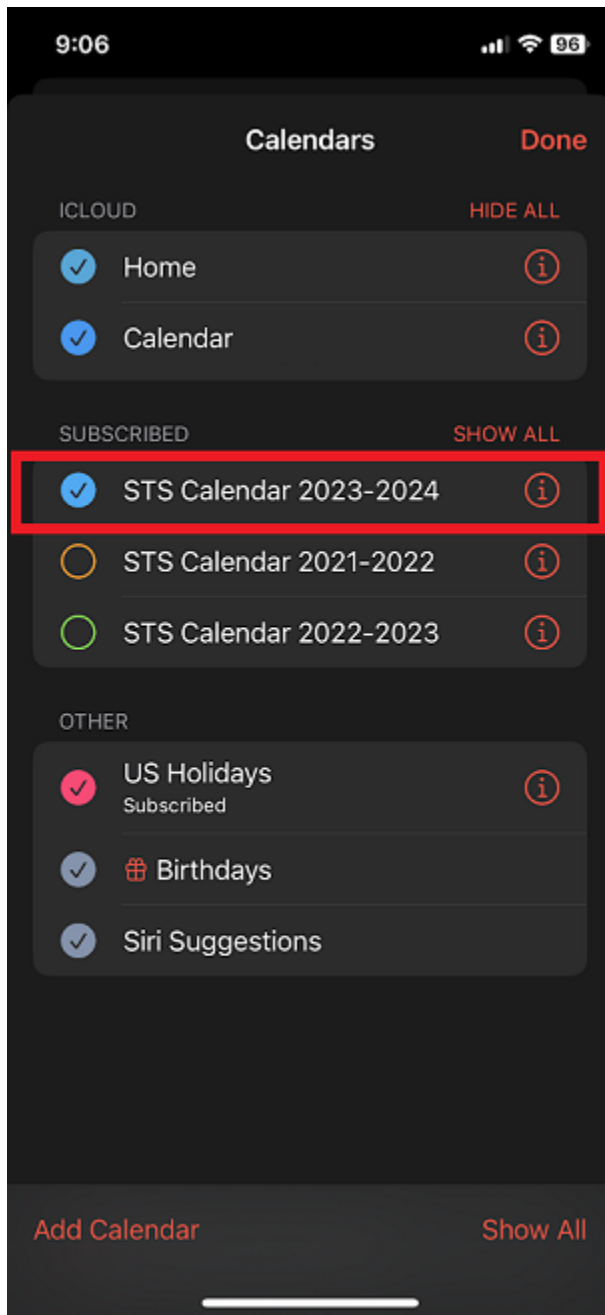 9:06
96
Calendars
Done
ICLOUD
HIDE ALL
Home
Calendar
SUBSCRIBED
SHOW ALL
STS Calendar 2023-2024
STS Calendar 2021-2022
STS Calendar 2022-2023
OTHER
US Holidays
Subscribed
Birthdays
Siri Suggestions
Add Calendar
Show All